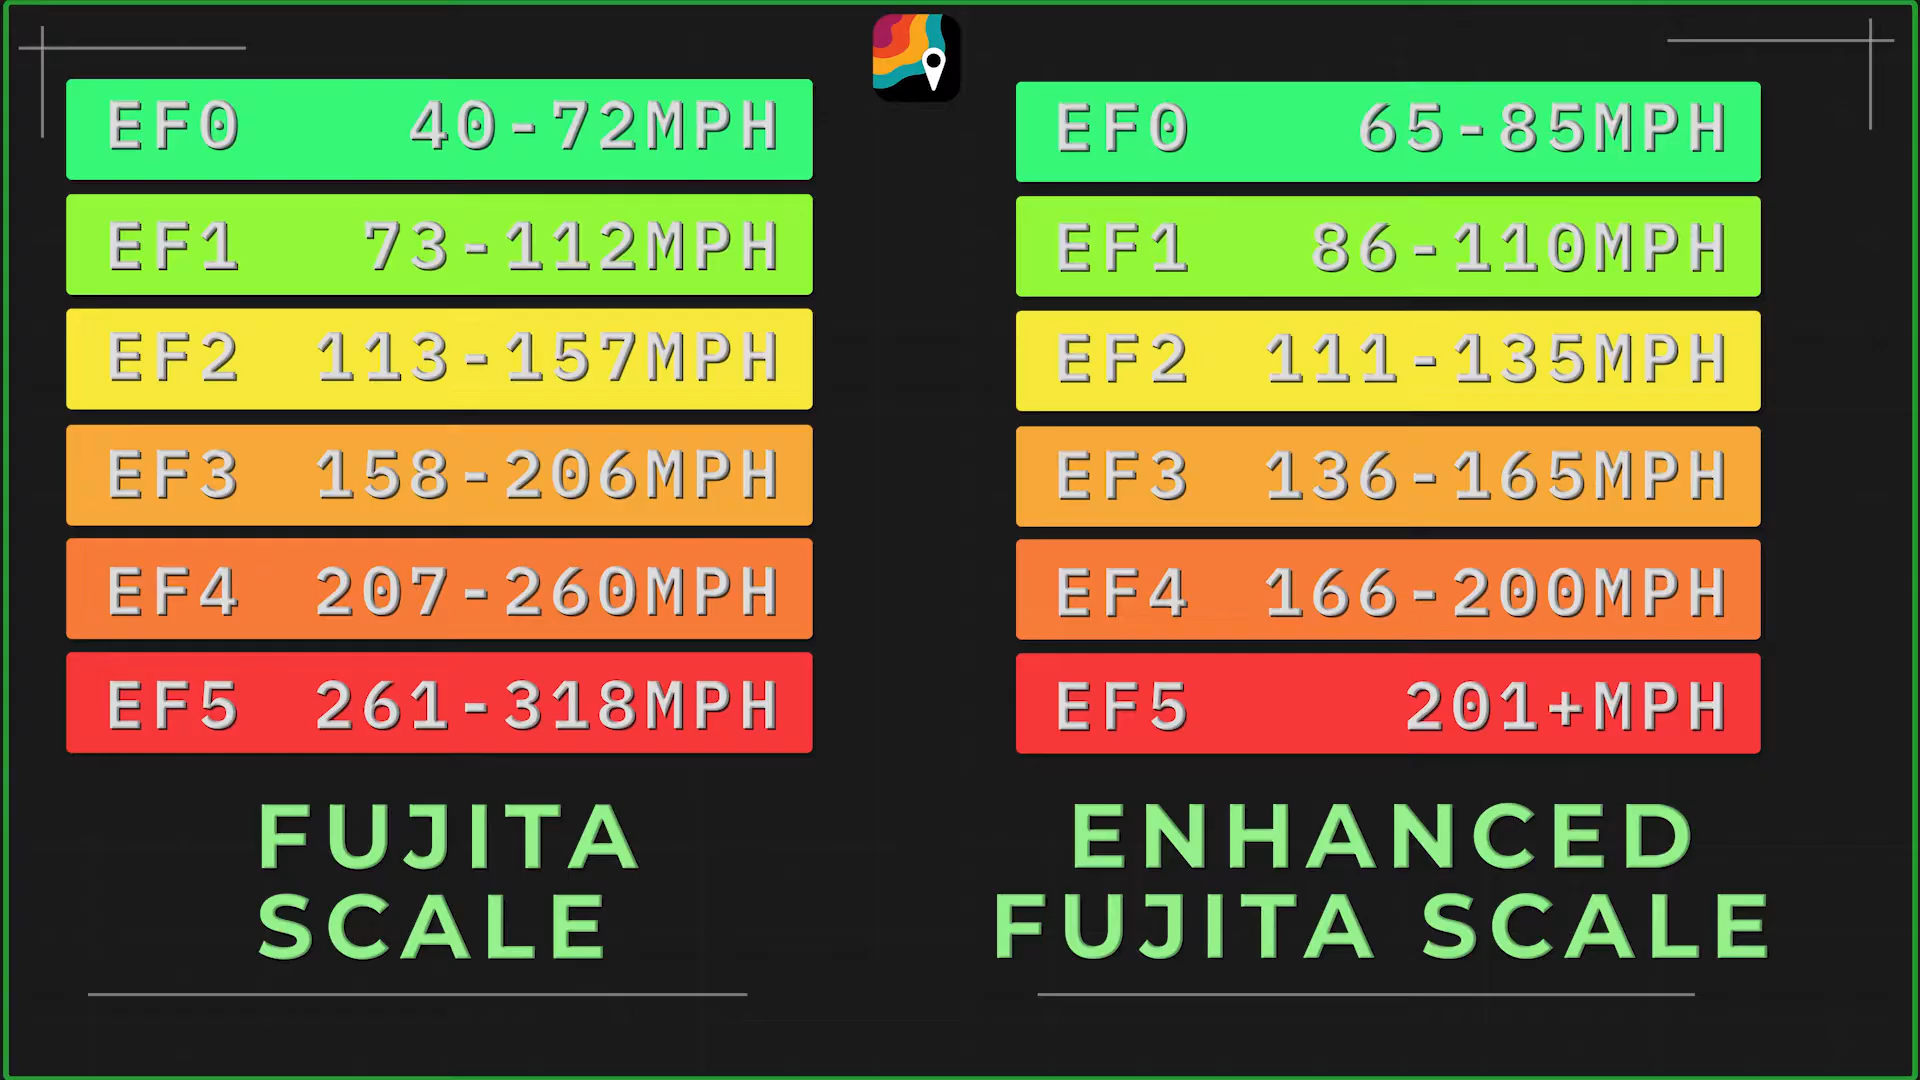 EF0 40-72MPH
EF1 73-112MPH
EF2 113-157MPH
EF3 158-206MPH
EF4 207-260MPH
EF5 261-318MPH
FUJITA
SCALE
EF0 65-85MPH
EF1 86-110MPH
EF2 111-135MPH
EF3 136-165MPH
EF4 166-200MPH
EF5 201+MPH
ENHANCED
FUJITA SCALE